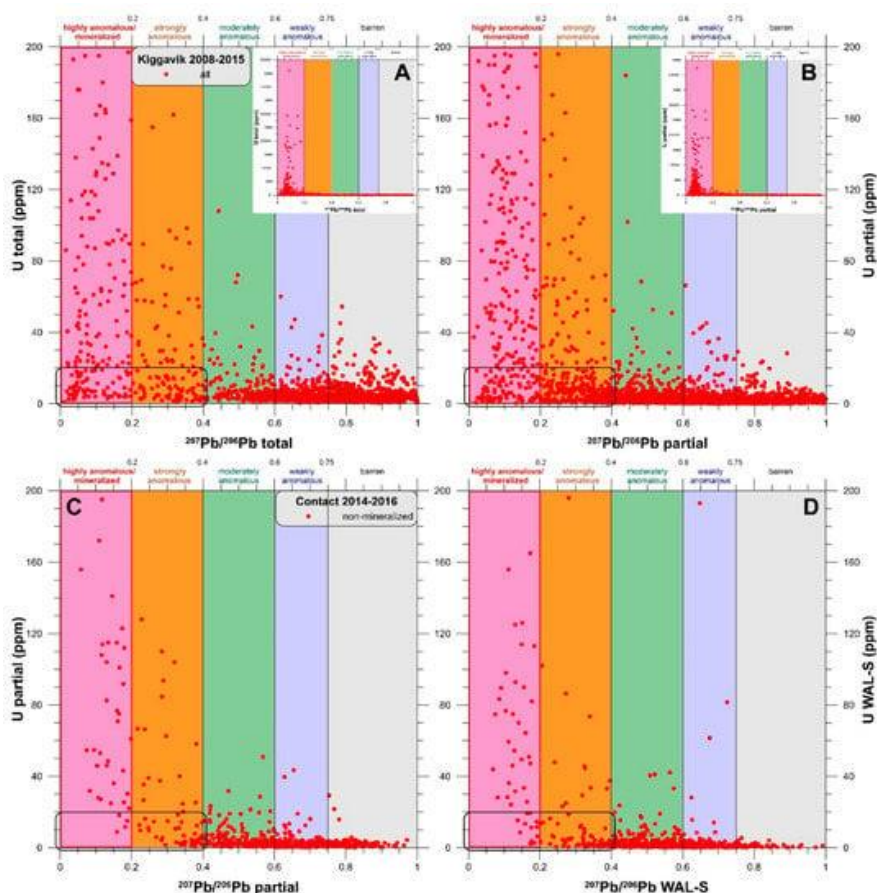 0.2 0.4 0.6 0.75
highly anomalous/ mineralized
strongly anomalous
moderately anomalous
weakly anomalous
barren
Kiggavik 2008-2015
all
A
200
160
120
80
40
0
U total (ppm)
0 0.2 0.4 0.6 0.8 1
²⁰⁷Pb/²⁰⁶Pb total
0.2 0.4 0.6 0.75
highly anomalous/ mineralized
strongly anomalous
moderately anomalous
weakly anomalous
barren
B
200
160
120
80
40
0
U partial (ppm)
0 0.2 0.4 0.6 0.8 1
²⁰⁷Pb/²⁰⁶Pb partial
0.2 0.4 0.6 0.75
highly anomalous/ mineralized
strongly anomalous
moderately anomalous
weakly anomalous
barren
C
Contact 2014-2016
non-mineralized
200
160
120
80
40
0
U partial (ppm)
0 0.2 0.4 0.6 0.8 1
²⁰⁷Pb/²⁰⁶Pb partial
0.2 0.4 0.6 0.75
highly anomalous/ mineralized
strongly anomalous
moderately anomalous
weakly anomalous
barren
D
200
160
120
80
40
0
U WAL-S (ppm)
0 0.2 0.4 0.6 0.8 1
²⁰⁷Pb/²⁰⁶Pb WAL-S